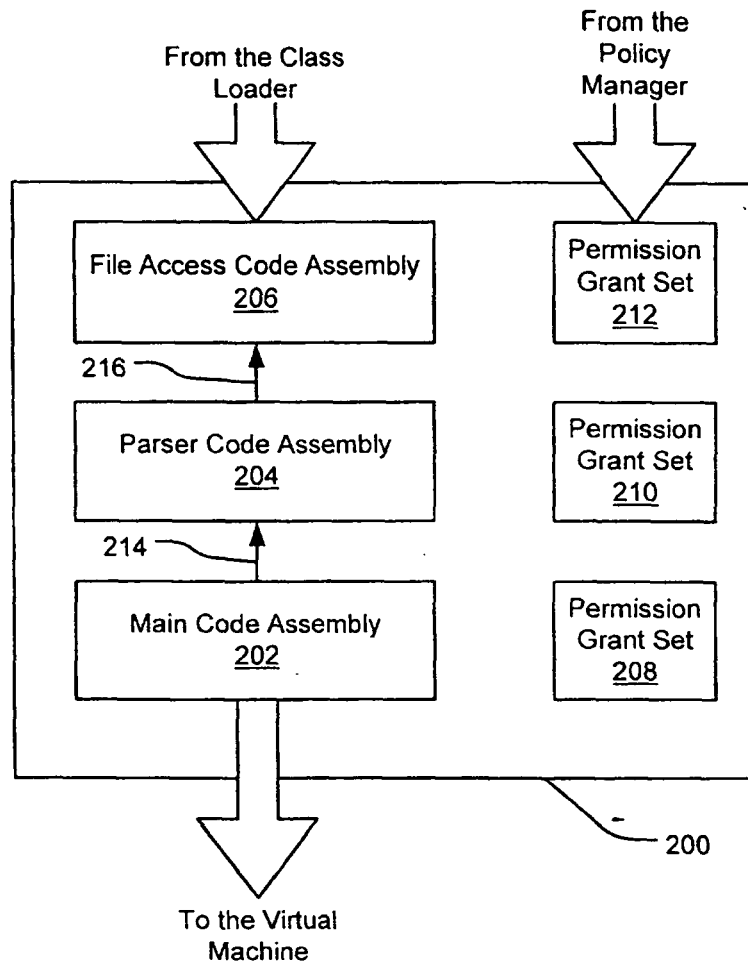 From the Class
Loader
From the
Policy
Manager
File Access Code Assembly
206
Permission
Grant Set
212
216
Parser Code Assembly
204
Permission
Grant Set
210
214
Main Code Assembly
202
Permission
Grant Set
208
200
To the Virtual
Machine